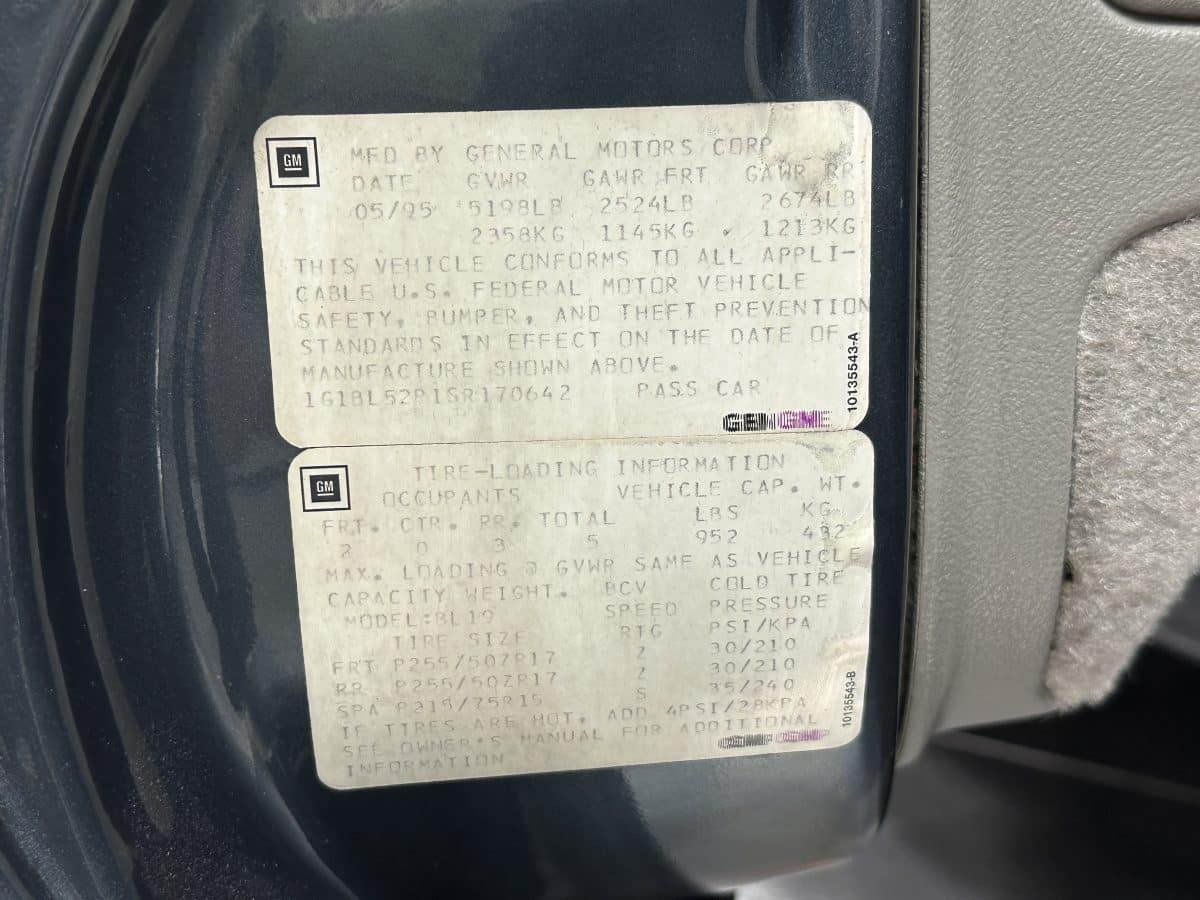 GM
MFD BY GENERAL MOTORS CORP
DATE GVWR GAWR FRT GAWR RR
05/95 5198LB 2524LB 2674LB
2358KG 1145KG 1213KG
THIS VEHICLE CONFORMS TO ALL APPLI-
CABLE U.S. FEDERAL MOTOR VEHICLE
SAFETY, BUMPER, AND THEFT PREVENTION
STANDARDS IN EFFECT ON THE DATE OF
MANUFACTURE SHOWN ABOVE.
1G1BL52P1SR170642 PASS CAR
10135543-A
GM
TIRE-LOADING INFORMATION
OCCUPANTS VEHICLE CAP. WT.
FRT. CTR. RR. TOTAL LBS KG
2 0 3 5 952 432
MAX. LOADING @ GVWR SAME AS VEHICLE
CAPACITY WEIGHT. BCV COLD TIRE
MODEL:BL19 SPEED PRESSURE
TIRE SIZE RTG PSI/KPA
FRT P255/50ZR17 Z 30/210
RR P255/50ZR17 Z 30/210
SPA P215/75R15 S 35/240
IF TIRES ARE HOT, ADD 4PSI/28KPA
SEE OWNER'S MANUAL FOR ADDITIONAL
INFORMATION
10135543-B